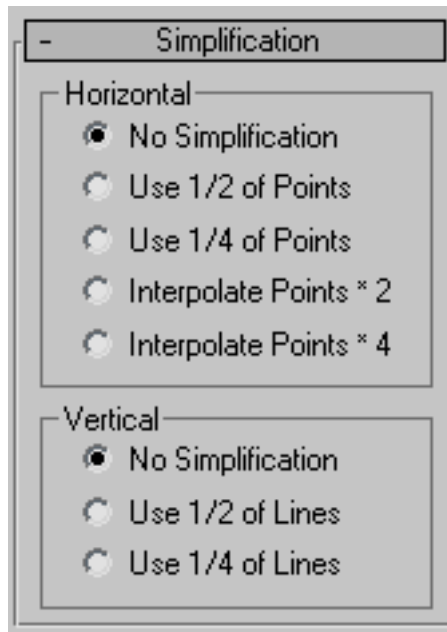 - Simplification
Horizontal
No Simplification
Use 1/2 of Points
Use 1/4 of Points
Interpolate Points * 2
Interpolate Points * 4
Vertical
No Simplification
Use 1/2 of Lines
Use 1/4 of Lines